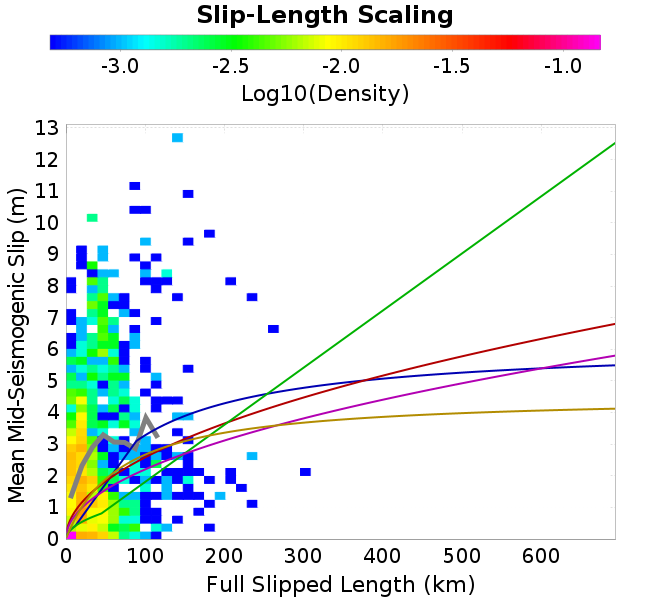 Slip-Length Scaling
-3.0 -2.5 -2.0 -1.5 -1.0
Log10(Density)
Mean Mid-Seismogenic Slip (m)
13
12
11
10
9
8
7
6
5
4
3
2
1
0
0 100 200 300 400 500 600
Full Slipped Length (km)